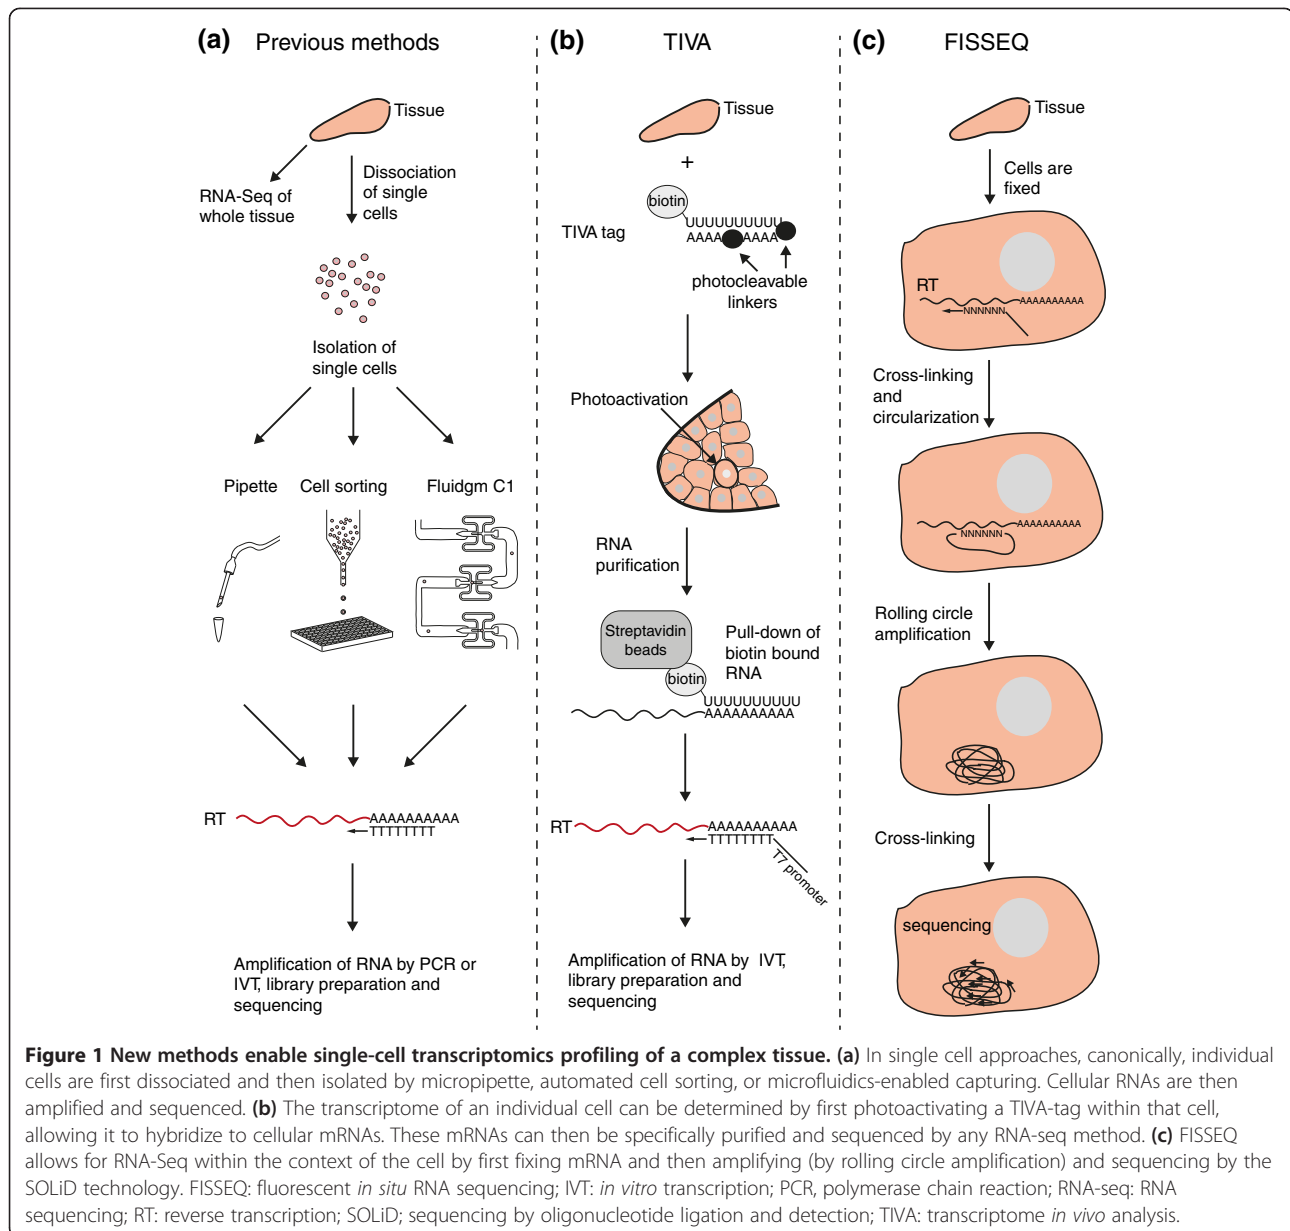 (a) Previous methods
Tissue
RNA-Seq of
whole tissue
Dissociation
of single
cells
Isolation of
single cells
Pipette
Cell sorting
Fluidgm C1
RT
AAAAAAAAAA
TTTTTTTT
Amplification of RNA by PCR or
IVT, library preparation and
sequencing
(b) TIVA
Tissue
+
biotin
TIVA tag
UUUUUUUUUU
AAAA AAAA
photocleavable
linkers
Photoactivation
RNA
purification
Streptavidin
beads
biotin
Pull-down of
biotin bound
RNA
UUUUUUUUUU
AAAAAAAAAA
RT
AAAAAAAAAA
TTTTTTTT
T7 promoter
Amplification of RNA by IVT,
library preparation and
sequencing
(c) FISSEQ
Tissue
Cells are
fixed
RT
AAAAAAAAAA
NNNNNN
Cross-linking
and
circularization
AAAAAAAAAA
NNNNNN
Rolling circle
amplification
Cross-linking
sequencing
Figure 1 New methods enable single-cell transcriptomics profiling of a complex tissue. (a) In single cell approaches, canonically, individual
cells are first dissociated and then isolated by micropipette, automated cell sorting, or microfluidics-enabled capturing. Cellular RNAs are then
amplified and sequenced. (b) The transcriptome of an individual cell can be determined by first photoactivating a TIVA-tag within that cell,
allowing it to hybridize to cellular mRNAs. These mRNAs can then be specifically purified and sequenced by any RNA-seq method. (c) FISSEQ
allows for RNA-Seq within the context of the cell by first fixing mRNA and then amplifying (by rolling circle amplification) and sequencing by the
SOLiD technology. FISSEQ: fluorescent in situ RNA sequencing; IVT: in vitro transcription; PCR, polymerase chain reaction; RNA-seq: RNA
sequencing; RT: reverse transcription; SOLiD; sequencing by oligonucleotide ligation and detection; TIVA: transcriptome in vivo analysis.